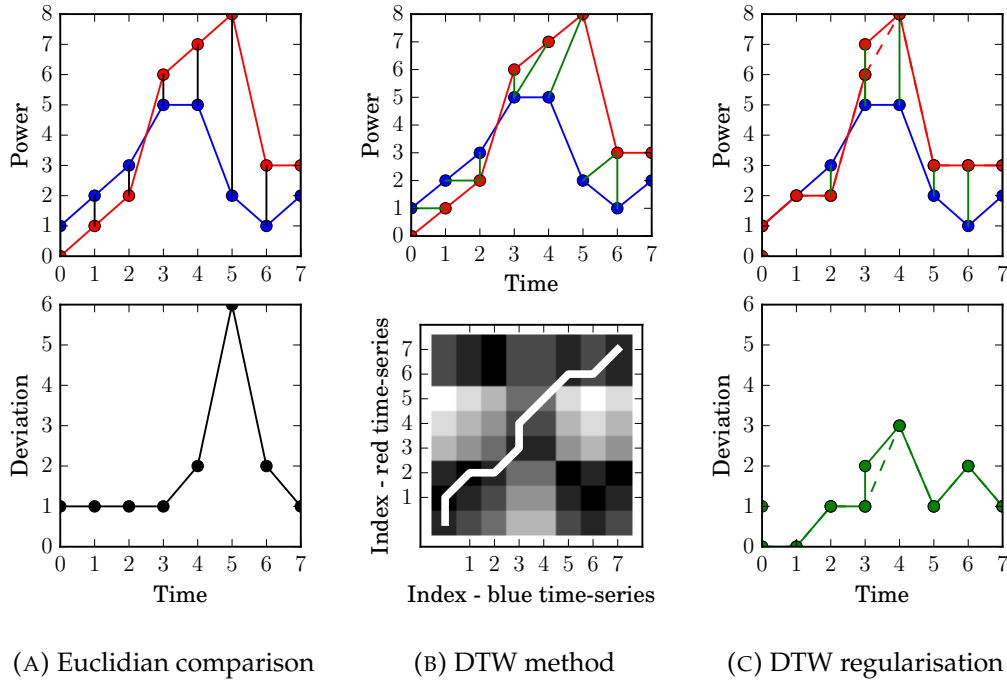 8
7
6
5
4
3
2
1
0
Power
0 1 2 3 4 5 6 7
8
7
6
5
4
3
2
1
0
Power
0 1 2 3 4 5 6 7
Time
8
7
6
5
4
3
2
1
0
Power
0 1 2 3 4 5 6 7
6
5
4
3
2
1
0
Deviation
0 1 2 3 4 5 6 7
Time
7
6
5
4
3
2
1
Index - red time-series
1 2 3 4 5 6 7
Index - blue time-series
6
5
4
3
2
1
0
Deviation
0 1 2 3 4 5 6 7
Time
(A) Euclidian comparison
(B) DTW method
(C) DTW regularisation